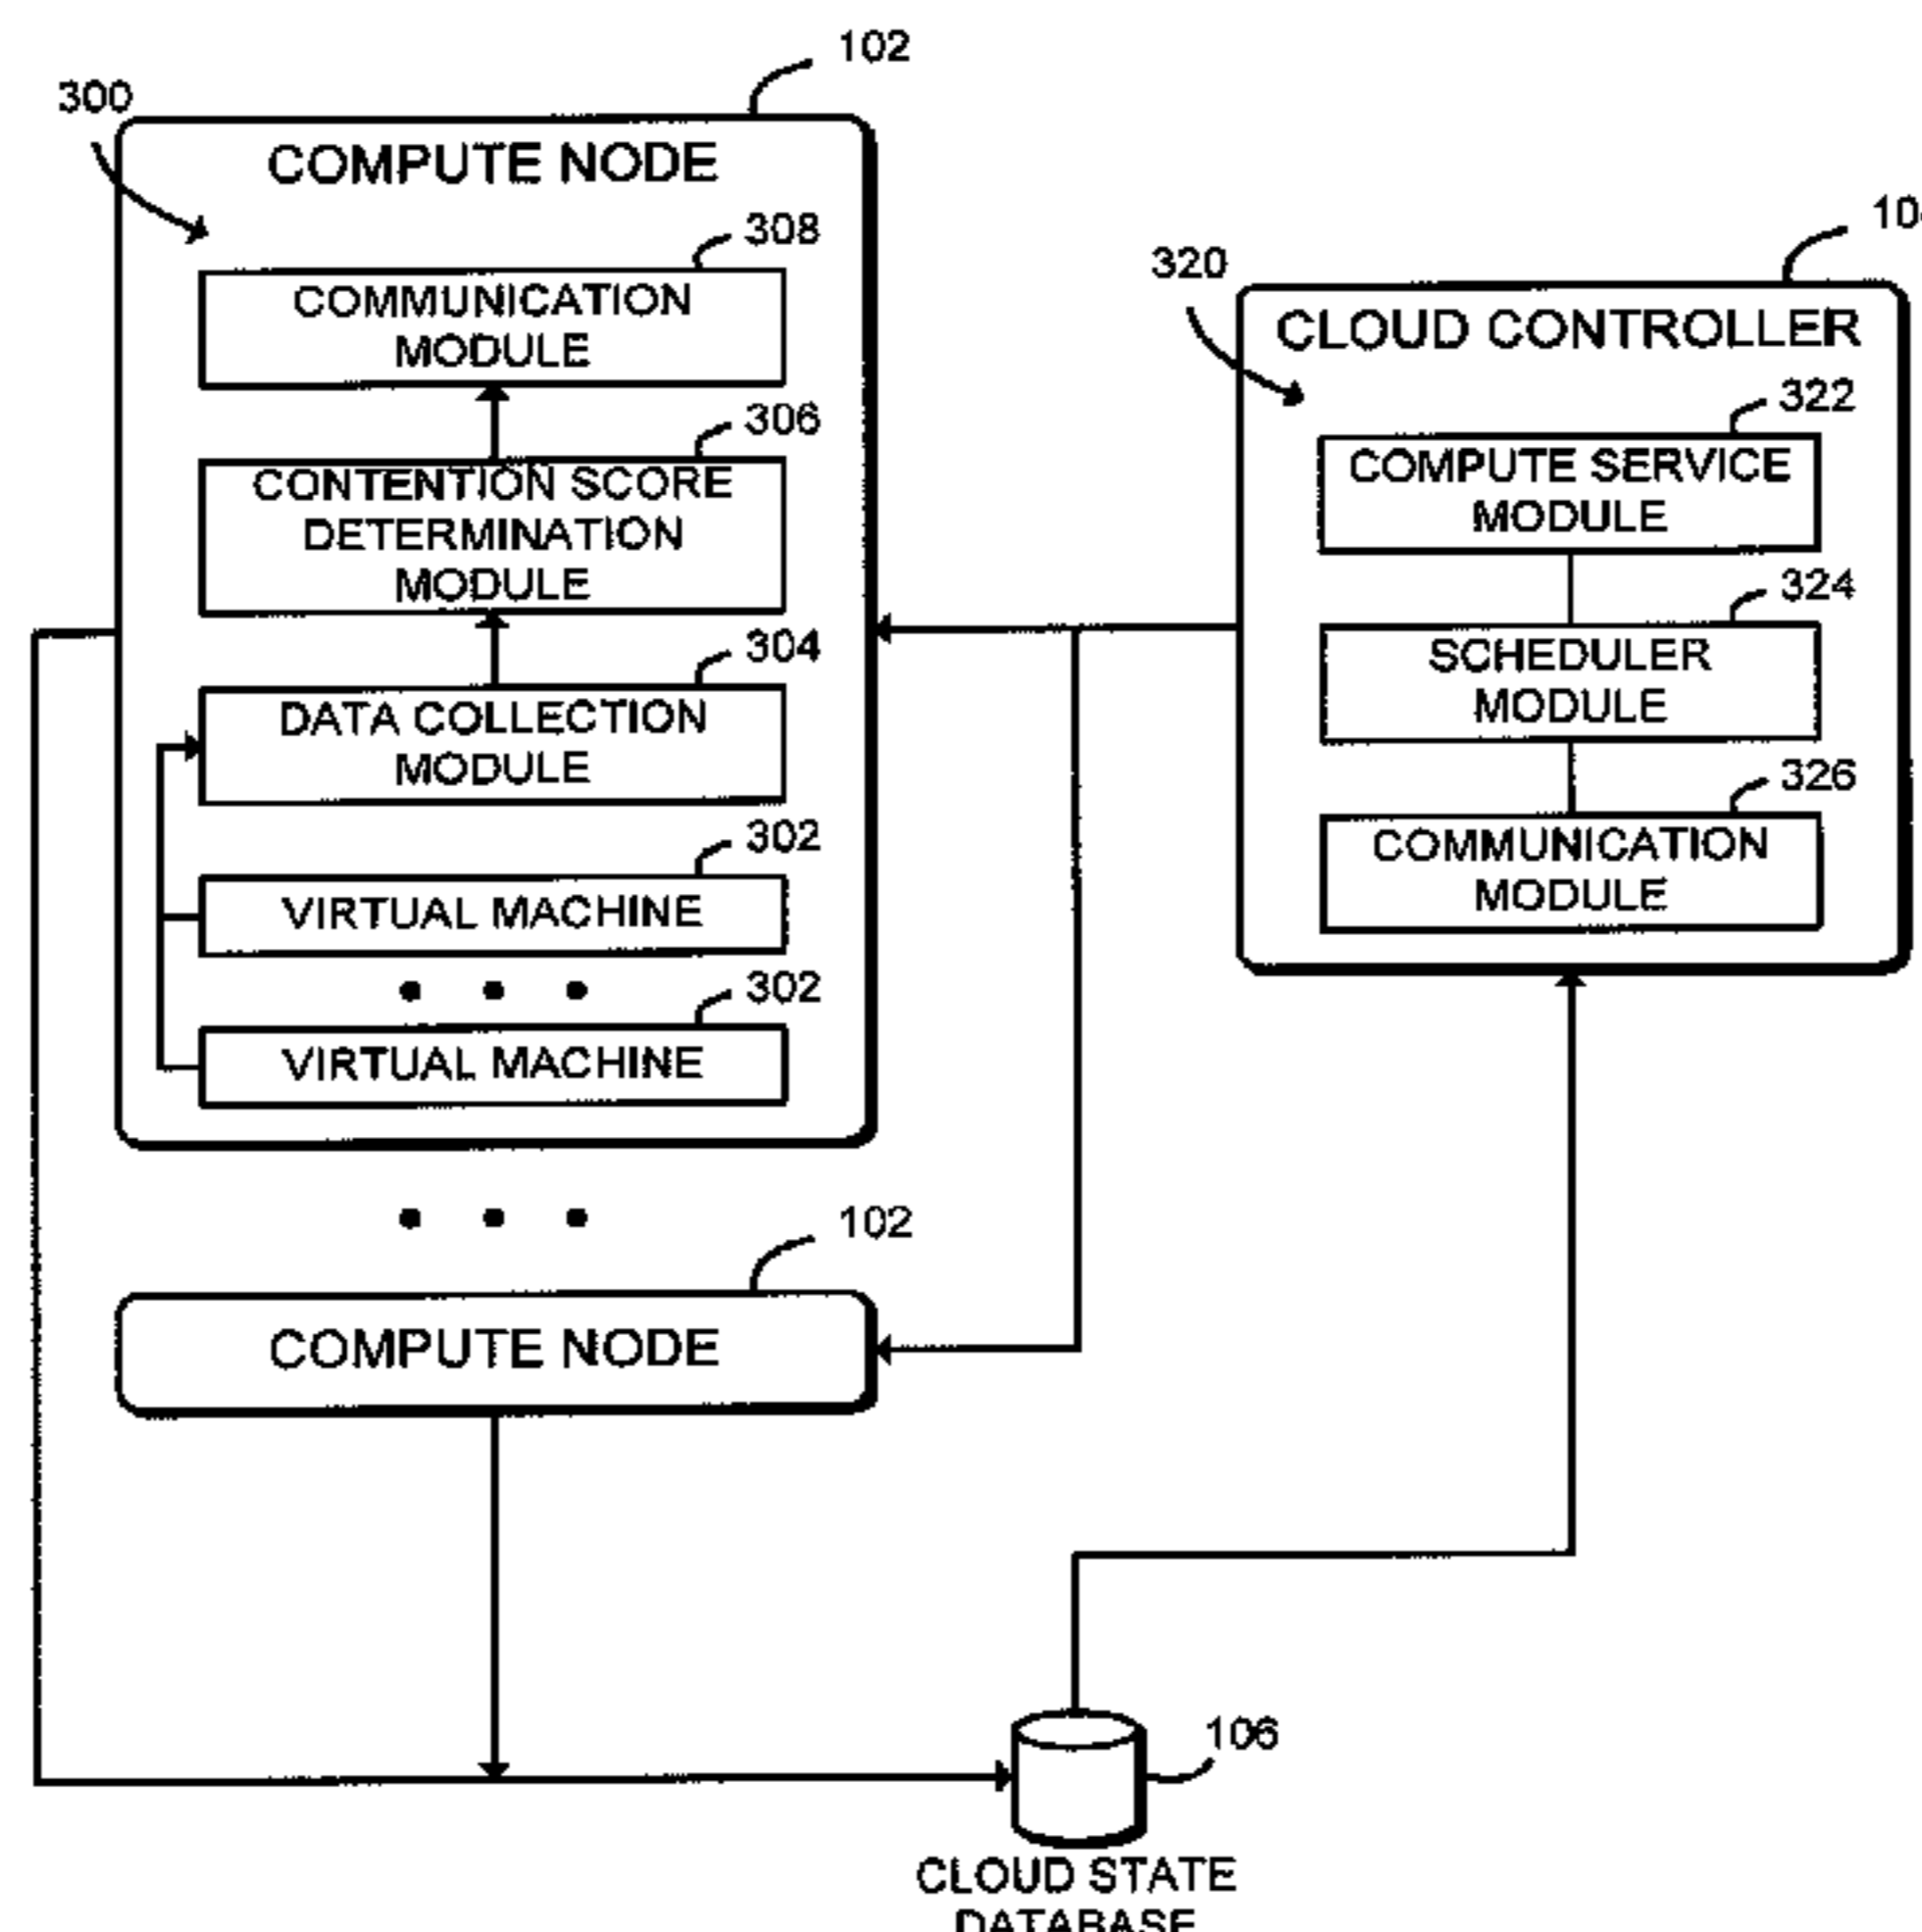 102
300
COMPUTE NODE
308
COMMUNICATION
MODULE
306
CONTENTION SCORE
DETERMINATION
MODULE
304
DATA COLLECTION
MODULE
302
VIRTUAL MACHINE
302
VIRTUAL MACHINE
102
COMPUTE NODE
320
CLOUD CONTROLLER
322
COMPUTE SERVICE
MODULE
324
SCHEDULER
MODULE
326
COMMUNICATION
MODULE
106
CLOUD STATE
DATABASE